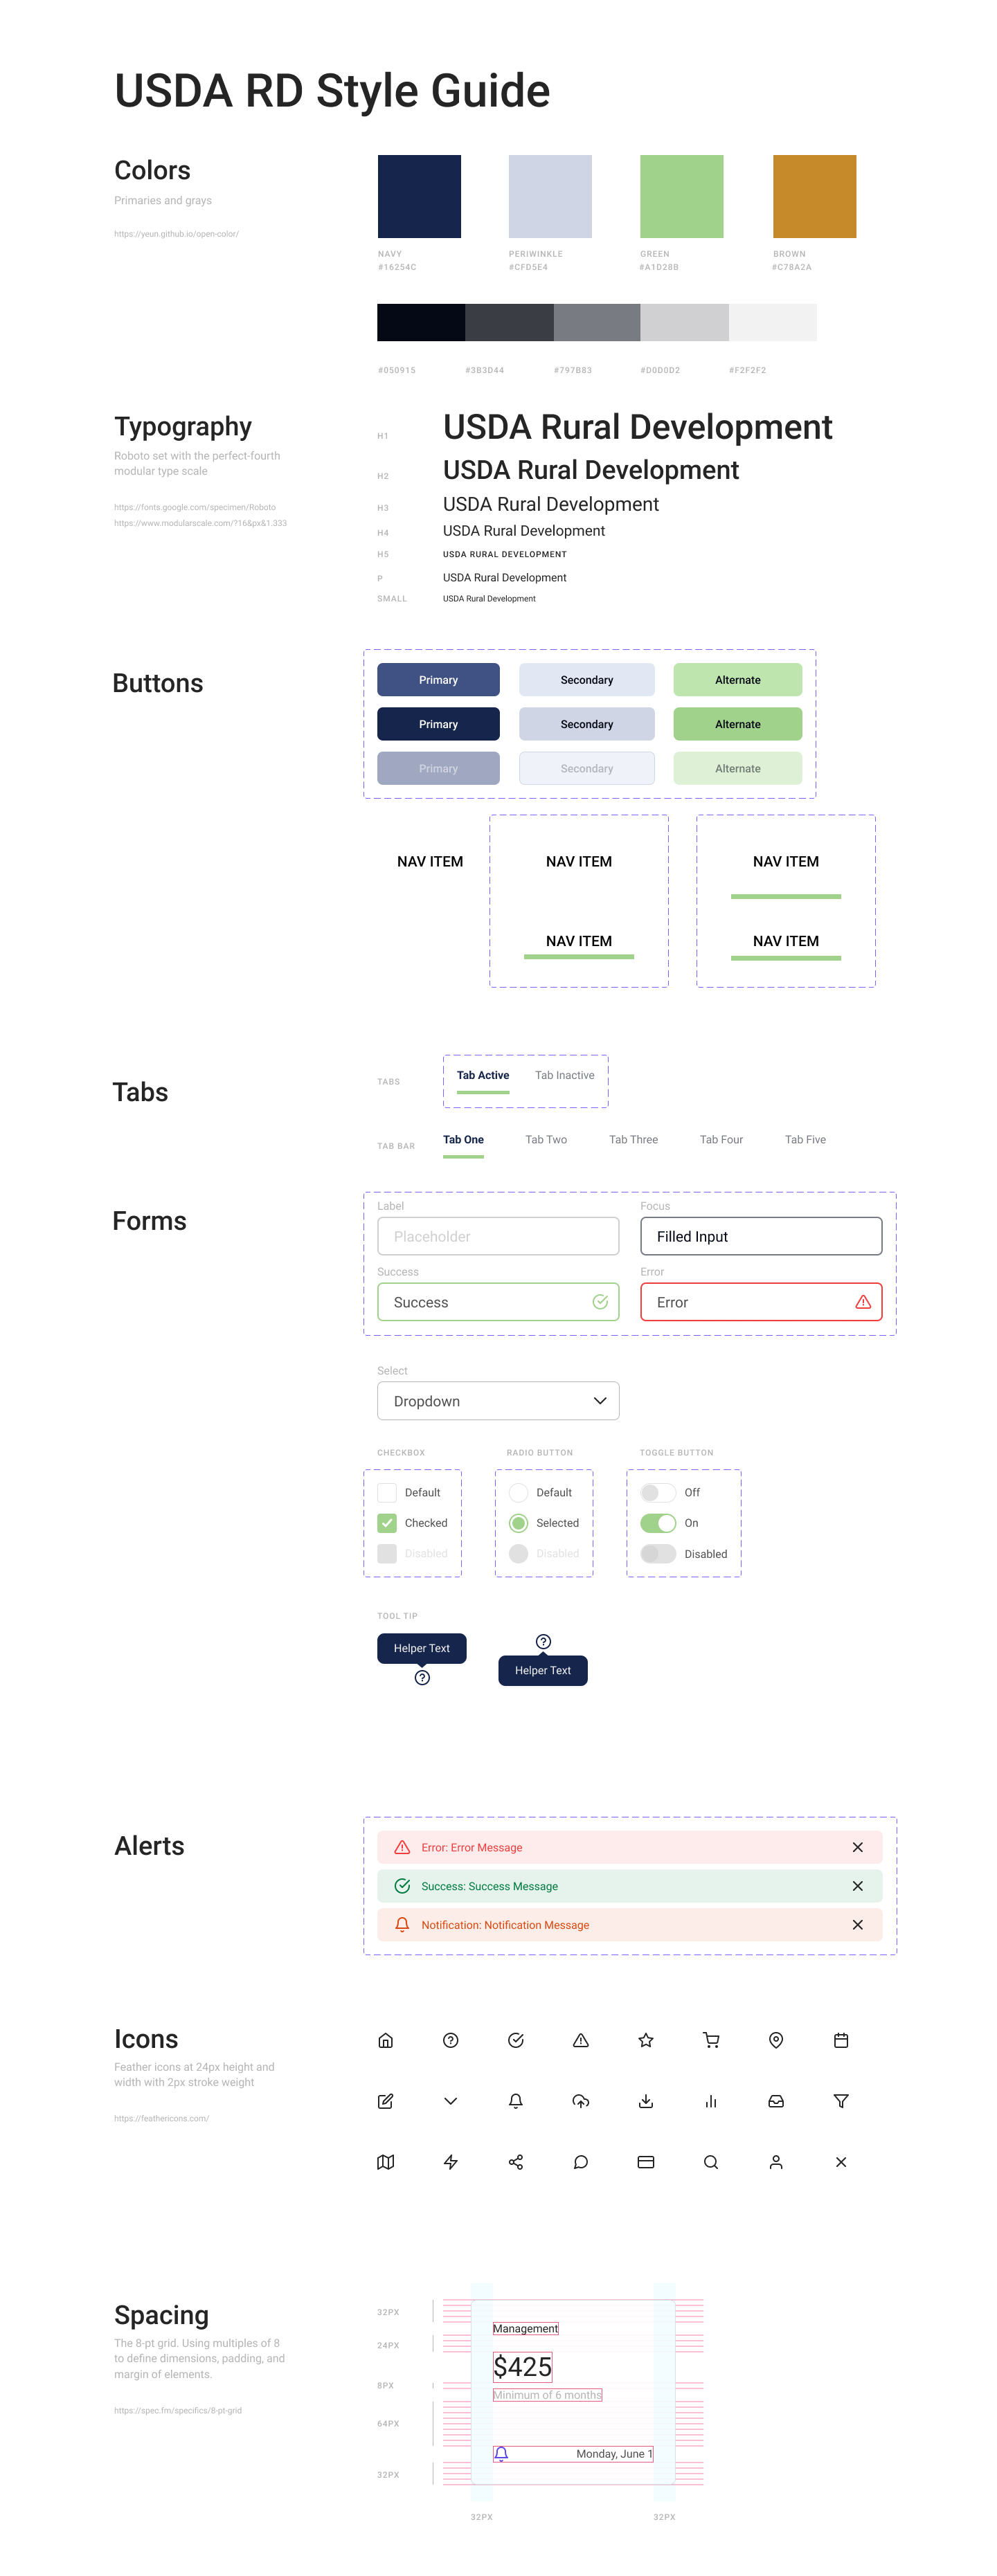 USDA RD Style Guide
Colors
Primaries and grays
https://yeun.github.io/open-color/
NAVY
#16254C
PERIWINKLE
#CFD5E4
GREEN
#A1D28B
BROWN
#C78A2A
#050915
#3B3D44
#797B83
#D0D0D2
#F2F2F2
Typography
Roboto set with the perfect-fourth
modular type scale
https://fonts.google.com/specimen/Roboto
https://www.modularscale.com/?16&px&1.333
H1
USDA Rural Development
H2
USDA Rural Development
H3
USDA Rural Development
H4
USDA Rural Development
H5
USDA RURAL DEVELOPMENT
P
USDA Rural Development
SMALL
USDA Rural Development
Buttons
Primary
Secondary
Alternate
Primary
Secondary
Alternate
Primary
Secondary
Alternate
NAV ITEM
NAV ITEM
NAV ITEM
NAV ITEM
NAV ITEM
Tabs
TABS
Tab Active
Tab Inactive
TAB BAR
Tab One
Tab Two
Tab Three
Tab Four
Tab Five
Forms
Label
Placeholder
Focus
Filled Input
Success
Success
Error
Error
Select
Dropdown
CHECKBOX
Default
Checked
Disabled
RADIO BUTTON
Default
Selected
Disabled
TOGGLE BUTTON
Off
On
Disabled
TOOL TIP
Helper Text
Helper Text
Alerts
Error: Error Message
Success: Success Message
Notification: Notification Message
Icons
Feather icons at 24px height and
width with 2px stroke weight
https://feathericons.com/
Spacing
The 8-pt grid. Using multiples of 8
to define dimensions, padding, and
margin of elements.
https://spec.fm/specifics/8-pt-grid
32PX
24PX
8PX
64PX
32PX
Management
$425
Minimum of 6 months
Monday, June 1
32PX
32PX